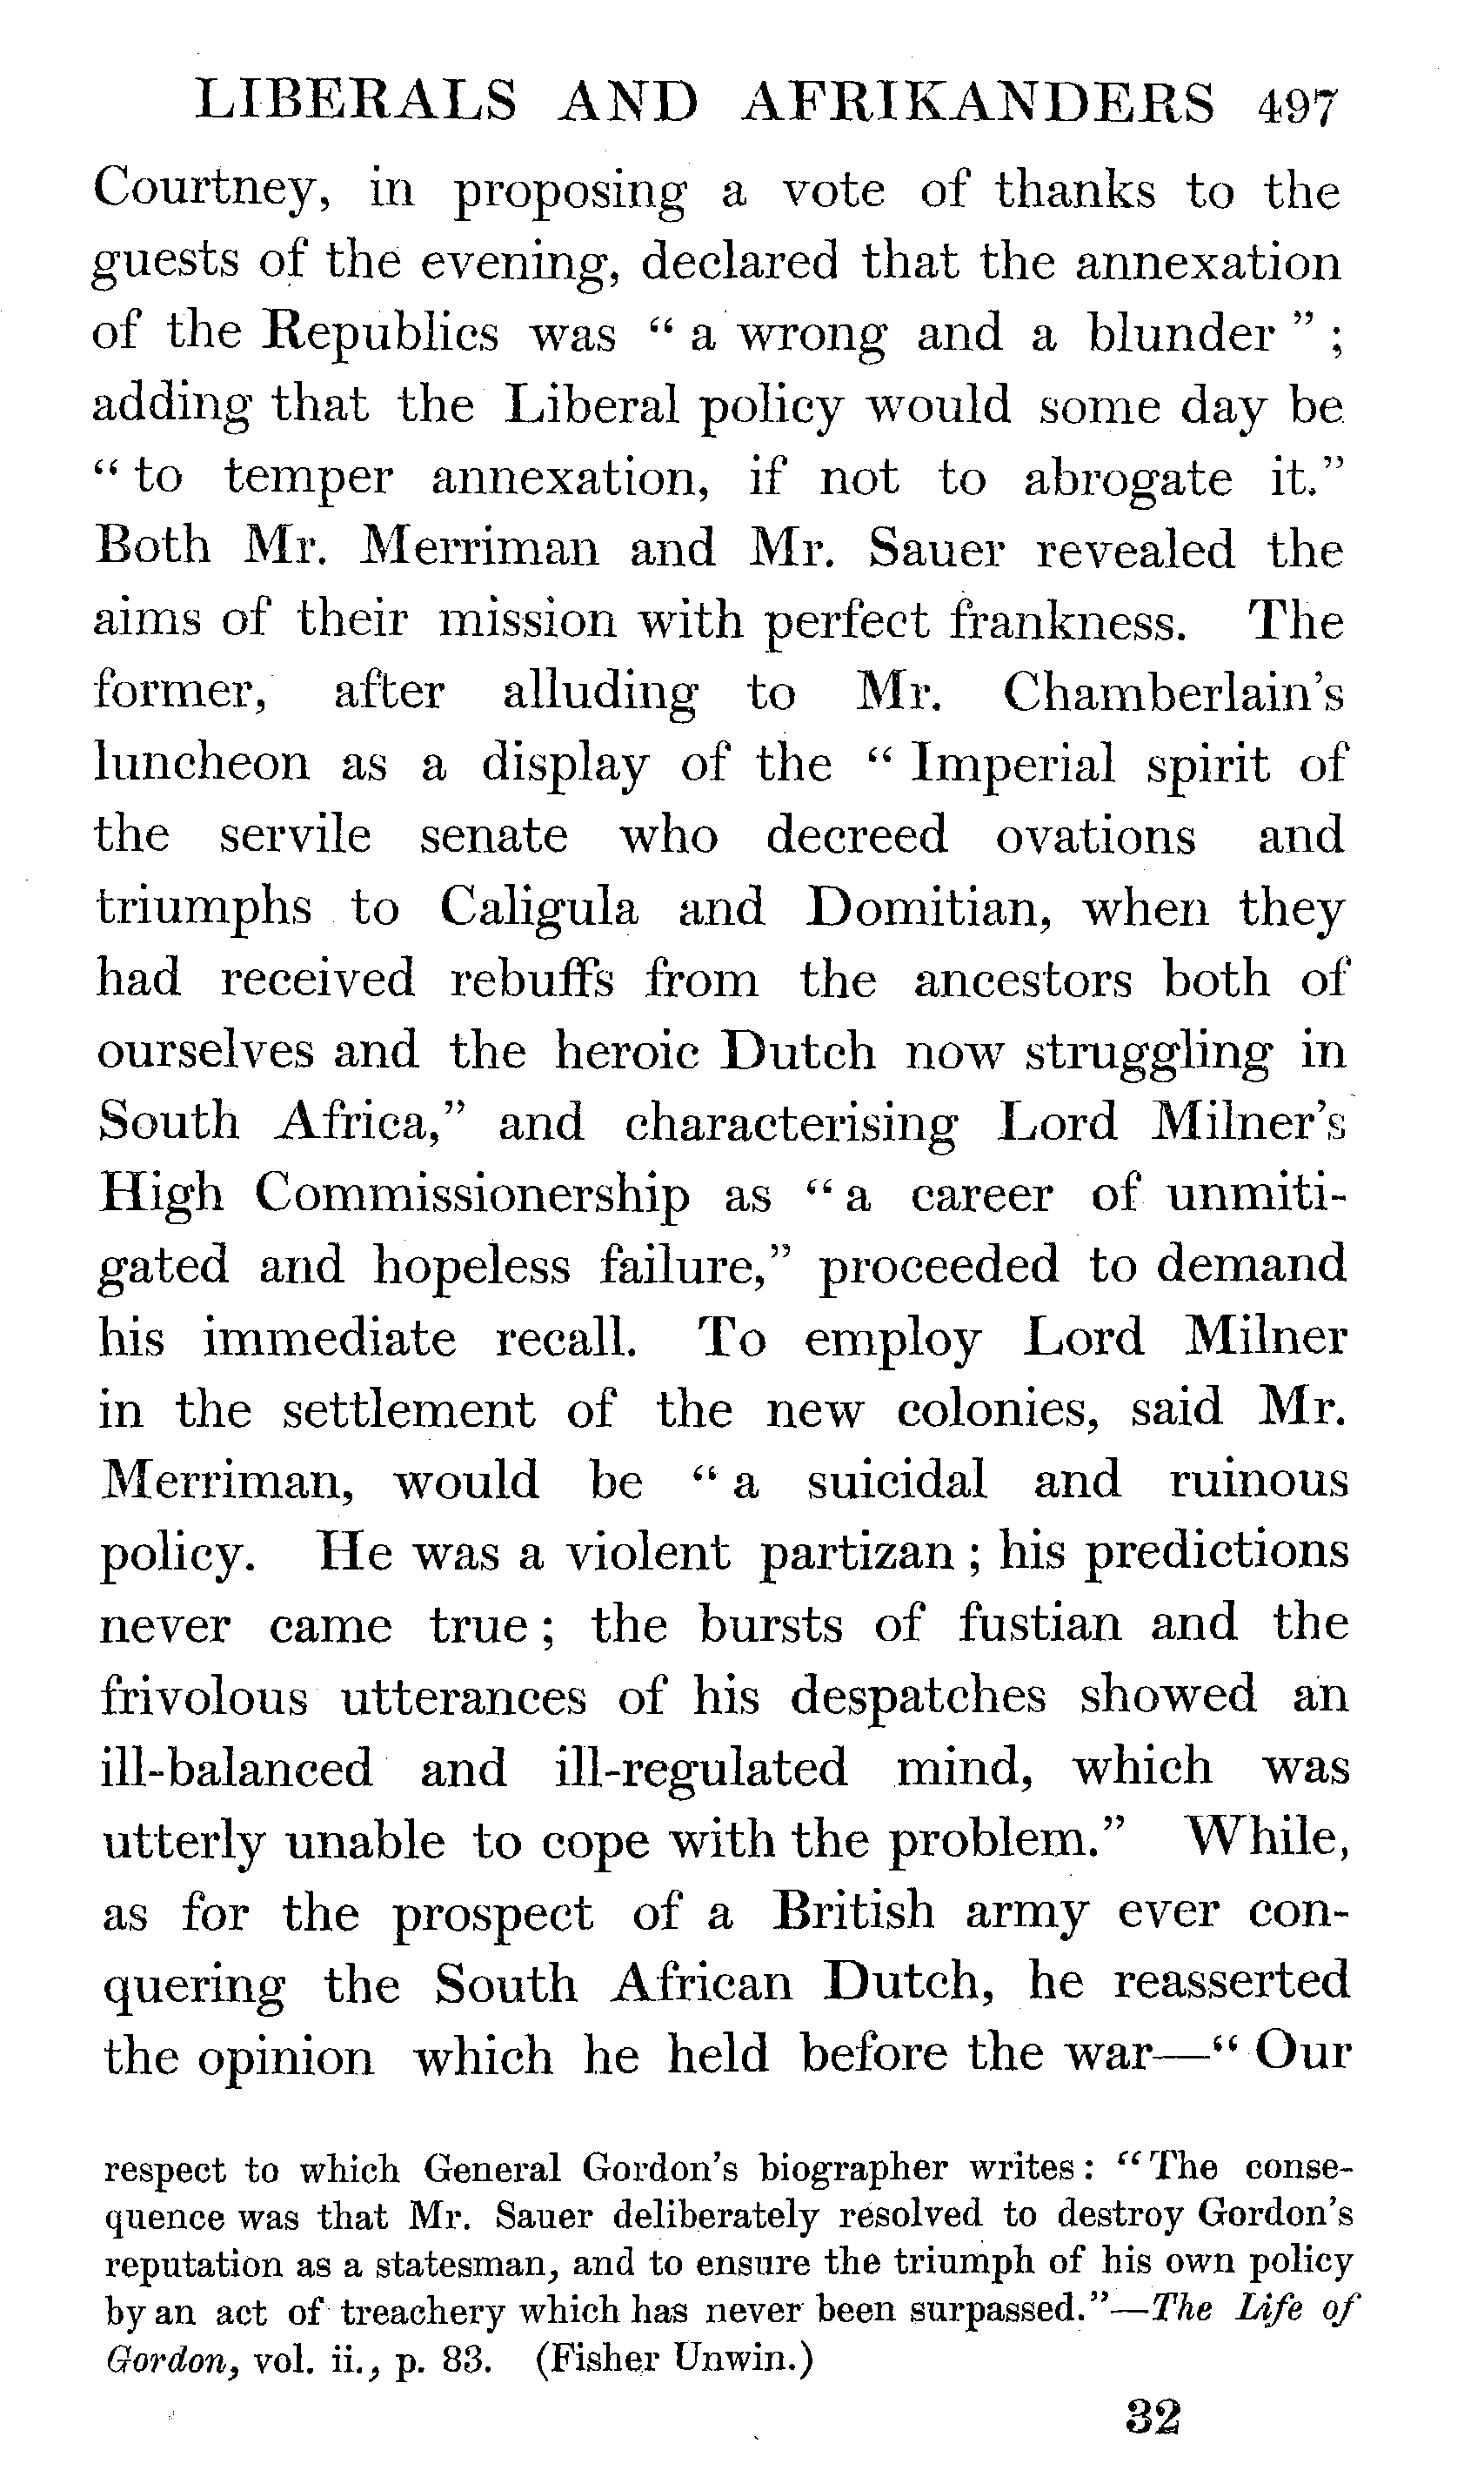 LIBERALS AND AFRIKANDERS 497
Courtney, in proposing a vote of thanks to the
guests of the evening, declared that the annexation
of the Republics was “ a wrong and a blunder ” ;
adding that the Liberal policy would some day be
“ to temper annexation, if not to abrogate it.”
Both Mr. Merriman and Mr. Sauer revealed the
aims of their mission with perfect frankness. The
former, after alluding to Mr. Chamberlain's
luncheon as a display of the “ Imperial spirit of
the servile senate who decreed ovations and
triumphs to Caligula and Domitian, when they
had received rebuffs from the ancestors both of
ourselves and the heroic Dutch now struggling in
South Africa,” and characterising Lord Milner's
High Commissionership as “ a career of unmiti-
gated and hopeless failure,” proceeded to demand
his immediate recall. To employ Lord Milner
in the settlement of the new colonies, said Mr.
Merriman, would be “ a suicidal and ruinous
policy. He was a violent partizan ; his predictions
never came true ; the bursts of fustian and the
frivolous utterances of his despatches showed an
ill-balanced and ill-regulated mind, which was
utterly unable to cope with the problem.” While,
as for the prospect of a British army ever con-
quering the South African Dutch, he reasserted
the opinion which he held before the war—“ Our
respect to which General Gordon's biographer writes : “ The conse-
quence was that Mr. Sauer deliberately resolved to destroy Gordon's
reputation as a statesman, and to ensure the triumph of his own policy
by an act of treachery which has never been surpassed.”—The Life of
Gordon, vol. ii., p. 83. (Fisher Unwin.)
32